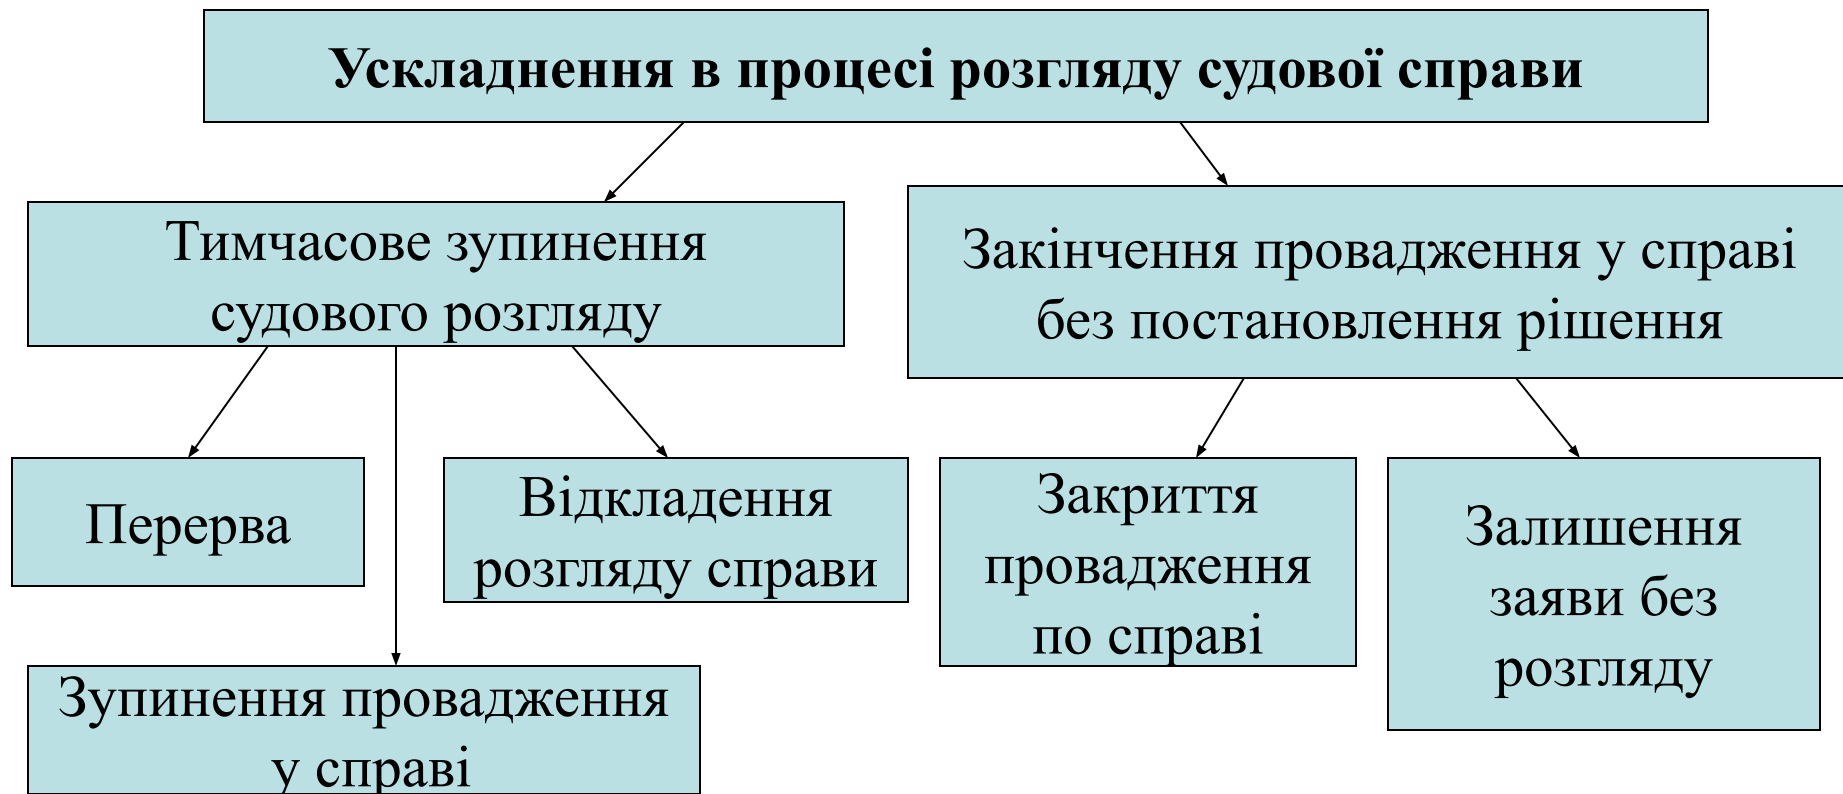 Ускладнення в процесі розгляду судової справи
Тимчасове зупинення
судового розгляду
Закінчення провадження у справі
без постановлення рішення
Перерва
Відкладення
розгляду справи
Закриття
провадження
по справі
Залишення
заяви без
розгляду
Зупинення провадження
у справі